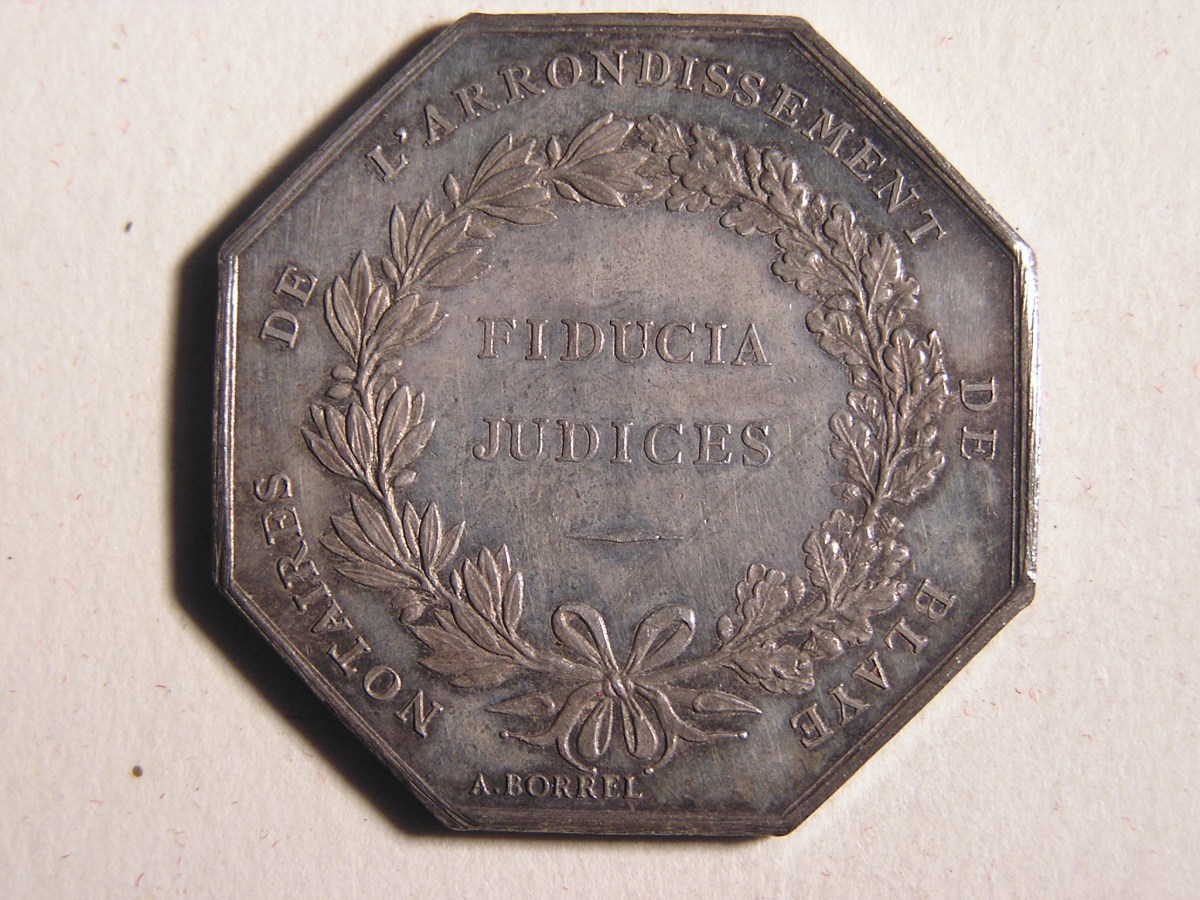 NOTAIRES DE L'ARRONDISSEMENT DE BLAYE
FIDUCIA
JUDICES
A.BORREL